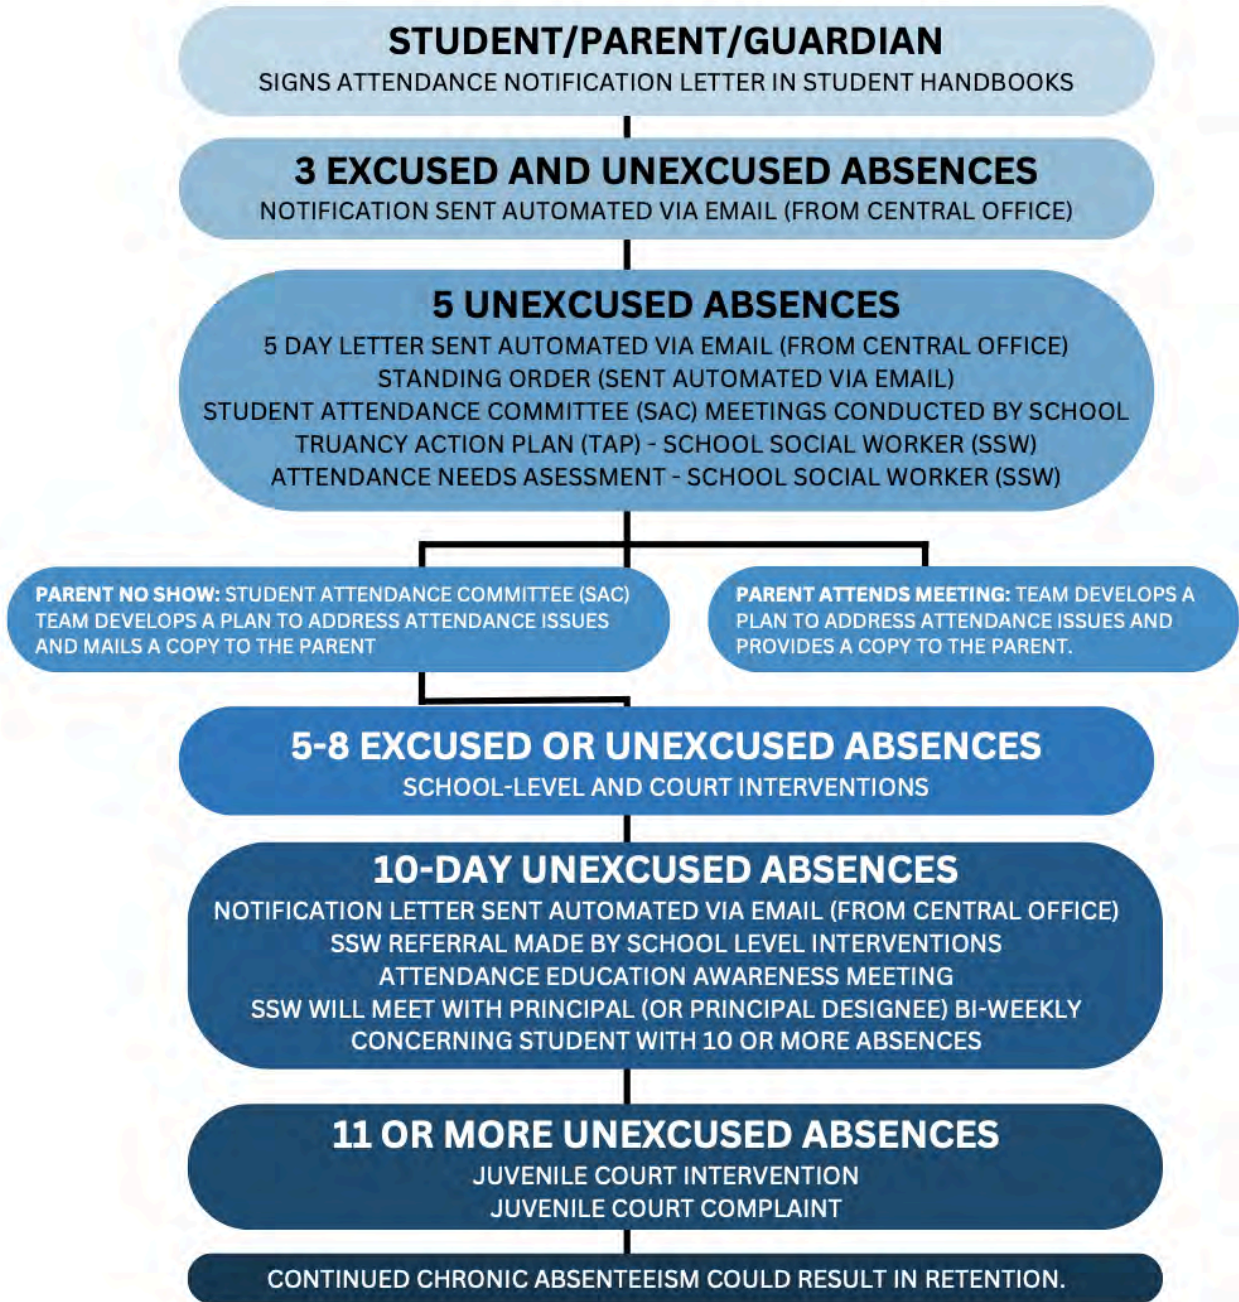 STUDENT/PARENT/GUARDIAN
SIGNS ATTENDANCE NOTIFICATION LETTER IN STUDENT HANDBOOKS
3 EXCUSED AND UNEXCUSED ABSENCES
NOTIFICATION SENT AUTOMATED VIA EMAIL (FROM CENTRAL OFFICE)
5 UNEXCUSED ABSENCES
5 DAY LETTER SENT AUTOMATED VIA EMAIL (FROM CENTRAL OFFICE)
STANDING ORDER (SENT AUTOMATED VIA EMAIL)
STUDENT ATTENDANCE COMMITTEE (SAC) MEETINGS CONDUCTED BY SCHOOL
TRUANCY ACTION PLAN (TAP) - SCHOOL SOCIAL WORKER (SSW)
ATTENDANCE NEEDS ASESSMENT - SCHOOL SOCIAL WORKER (SSW)
PARENT NO SHOW: STUDENT ATTENDANCE COMMITTEE (SAC)
TEAM DEVELOPS A PLAN TO ADDRESS ATTENDANCE ISSUES
AND MAILS A COPY TO THE PARENT
PARENT ATTENDS MEETING: TEAM DEVELOPS A
PLAN TO ADDRESS ATTENDANCE ISSUES AND
PROVIDES A COPY TO THE PARENT.
5-8 EXCUSED OR UNEXCUSED ABSENCES
SCHOOL-LEVEL AND COURT INTERVENTIONS
10-DAY UNEXCUSED ABSENCES
NOTIFICATION LETTER SENT AUTOMATED VIA EMAIL (FROM CENTRAL OFFICE)
SSW REFERRAL MADE BY SCHOOL LEVEL INTERVENTIONS
ATTENDANCE EDUCATION AWARENESS MEETING
SSW WILL MEET WITH PRINCIPAL (OR PRINCIPAL DESIGNEE) BI-WEEKLY
CONCERNING STUDENT WITH 10 OR MORE ABSENCES
11 OR MORE UNEXCUSED ABSENCES
JUVENILE COURT INTERVENTION
JUVENILE COURT COMPLAINT
CONTINUED CHRONIC ABSENTEEISM COULD RESULT IN RETENTION.